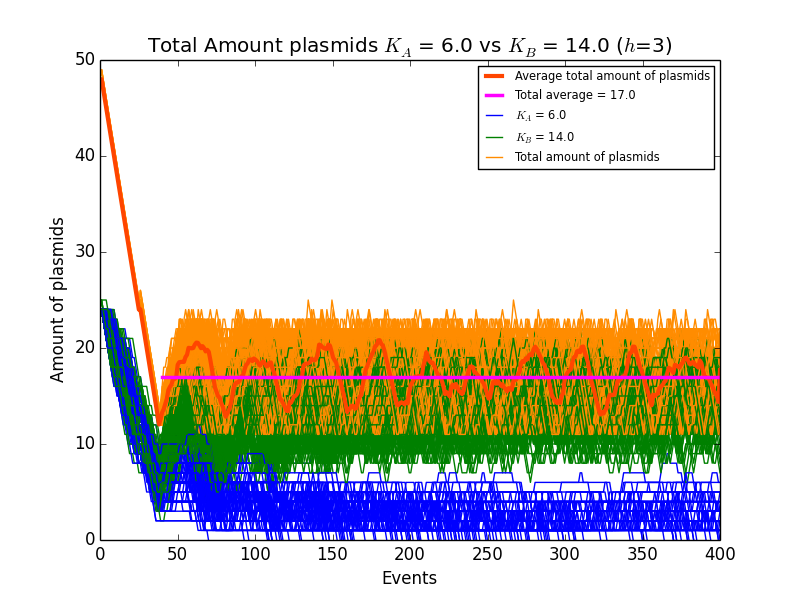 Total Amount plasmids K_A = 6.0 vs K_B = 14.0 (h=3)
Average total amount of plasmids
Total average = 17.0
K_A = 6.0
K_B = 14.0
Total amount of plasmids
50
40
30
20
10
0
Amount of plasmids
0 50 100 150 200 250 300 350 400
Events